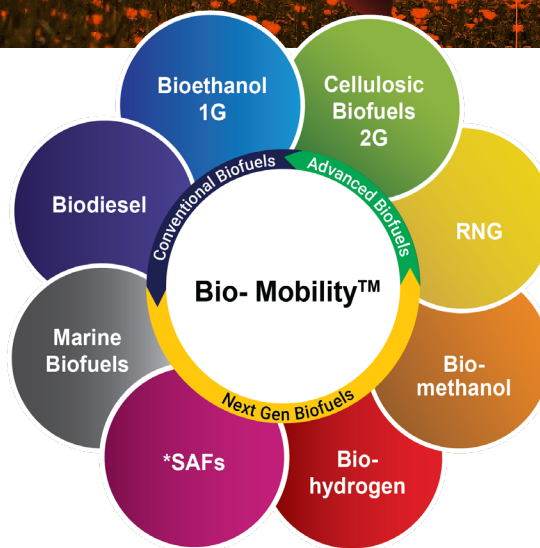 Bioethanol
1G
Cellulosic
Biofuels
2G
RNG
Bio-
methanol
Bio-
hydrogen
*SAFs
Marine
Biofuels
Biodiesel
Conventional Biofuels
Advanced Biofuels
Next Gen Biofuels
Bio- Mobility™